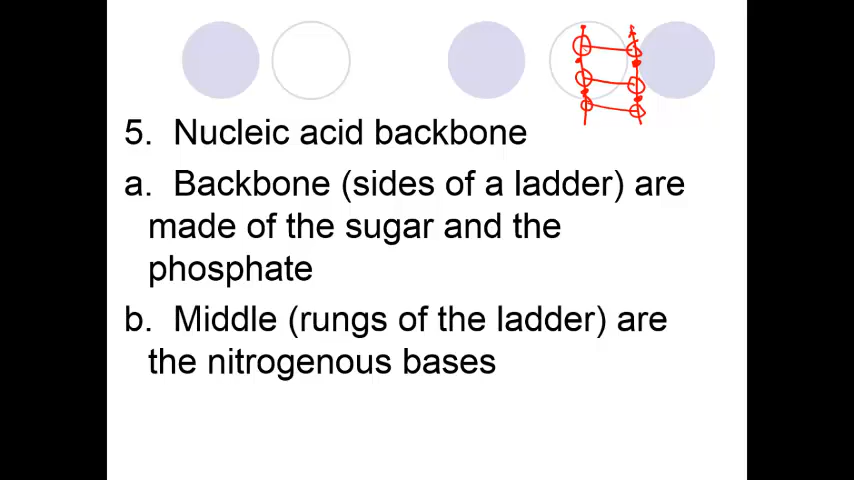 5. Nucleic acid backbone
a. Backbone (sides of a ladder) are
made of the sugar and the
phosphate
b. Middle (rungs of the ladder) are
the nitrogenous bases